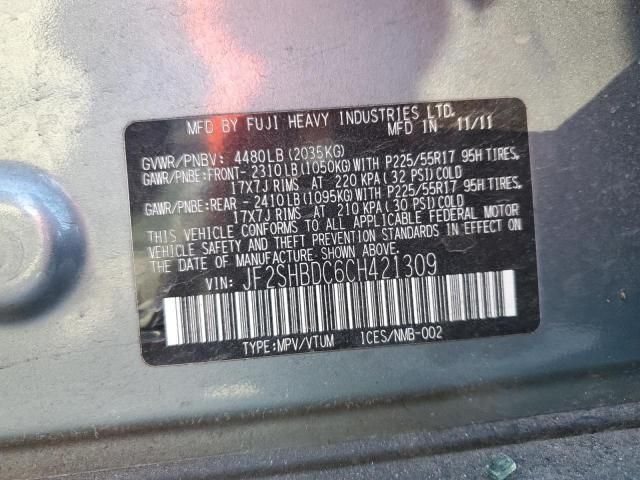 MFD BY FUJI HEAVY INDUSTRIES LTD.
MFD IN 11/11
GVWR/PNBV: 4480LB (2035KG)
GAWR/PNBE:FRONT- 2310LB (1050KG)WITH P225/55R17 95H TIRES.
17X7J RIMS AT 220 KPA (32 PSI)COLD
GAWR/PNBE:REAR - 2410LB (1095KG)WITH P225/55R17 95H TIRES.
17X7J RIMS AT 210 KPA (30 PSI)COLD
THIS VEHICLE CONFORMS TO ALL APPLICABLE FEDERAL MOTOR
VEHICLE SAFETY AND THEFT PREVENTION STANDARDS IN EFFECT
ON THE DATE OF MANUFACTURE SHOWN ABOVE.
VIN: JF2SHBDC6CH421309
TYPE:MPV/VTUM ICES/NMB-002